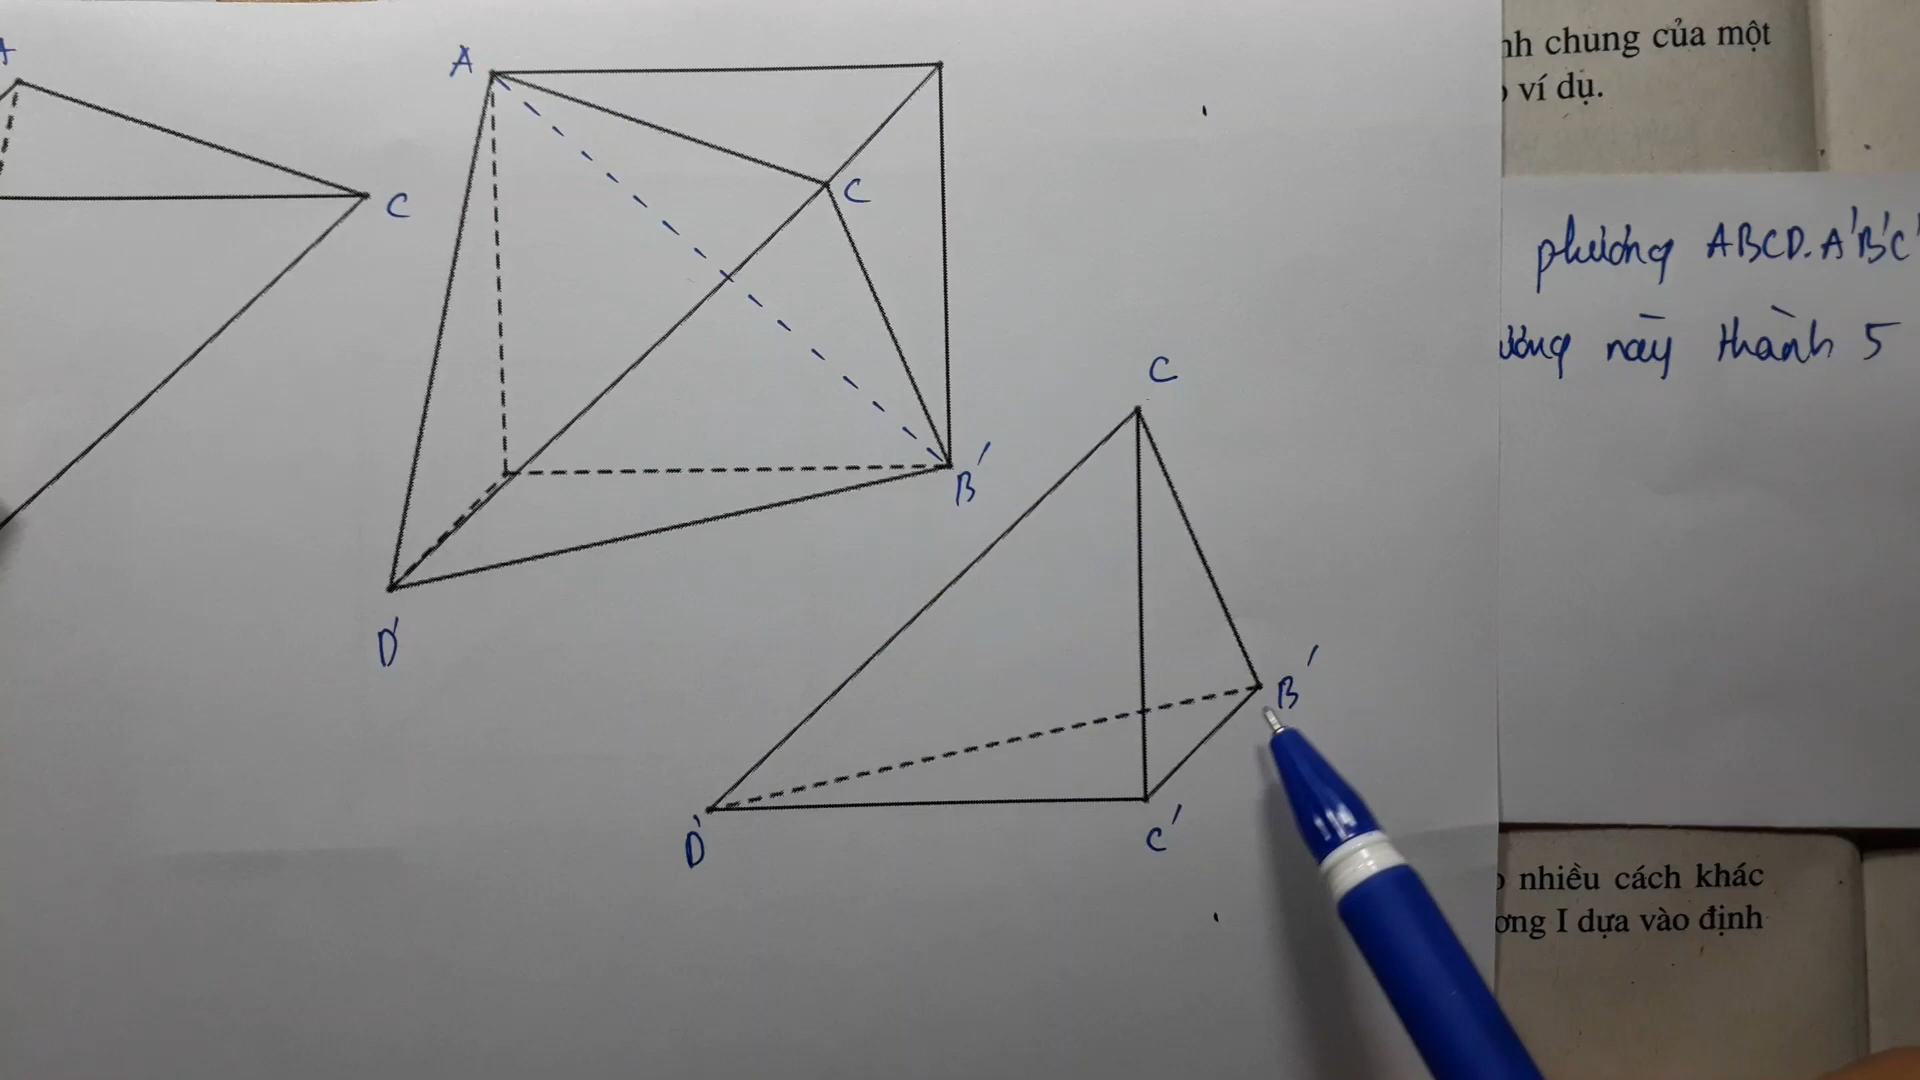 A
C
A
C
B'
D'
C
B'
D'
C'
nh chung của một
ví dụ.
phương ABCD.A'B'C'
ương này thành 5
nhiều cách khác
ơng I dựa vào định